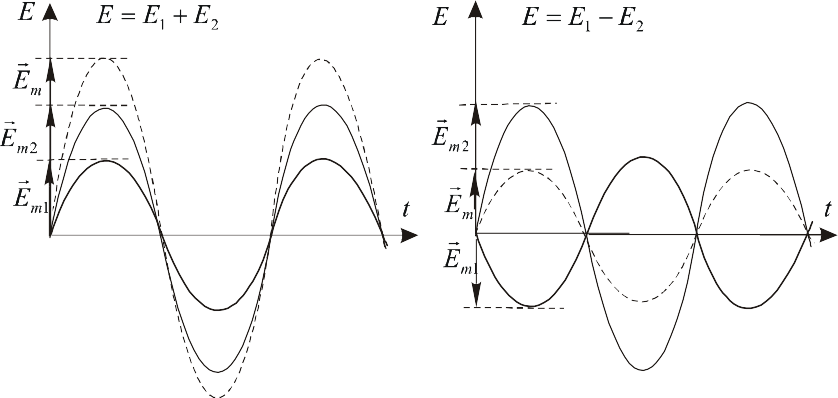 E
E = E₁ + E₂
E⃗ₘ
E⃗ₘ₂
E⃗ₘ₁
t
E
E = E₁ − E₂
E⃗ₘ₂
E⃗ₘ
E⃗ₘ₁
t